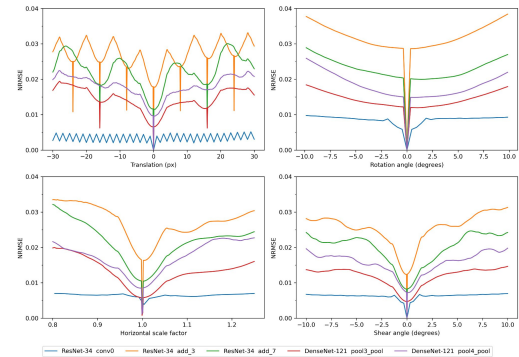 0.04
0.03
0.02
0.01
0.00
NRMSE
−30 −20 −10 0 10 20 30
Translation (px)
0.04
0.03
0.02
0.01
0.00
NRMSE
−10.0 −7.5 −5.0 −2.5 0.0 2.5 5.0 7.5 10.0
Rotation angle (degrees)
0.04
0.03
0.02
0.01
0.00
NRMSE
0.8 0.9 1.0 1.1 1.2
Horizontal scale factor
0.04
0.03
0.02
0.01
0.00
NRMSE
−10.0 −7.5 −5.0 −2.5 0.0 2.5 5.0 7.5 10.0
Shear angle (degrees)
ResNet-34 conv0 ResNet-34 add_3 ResNet-34 add_7 DenseNet-121 pool3_pool DenseNet-121 pool4_pool